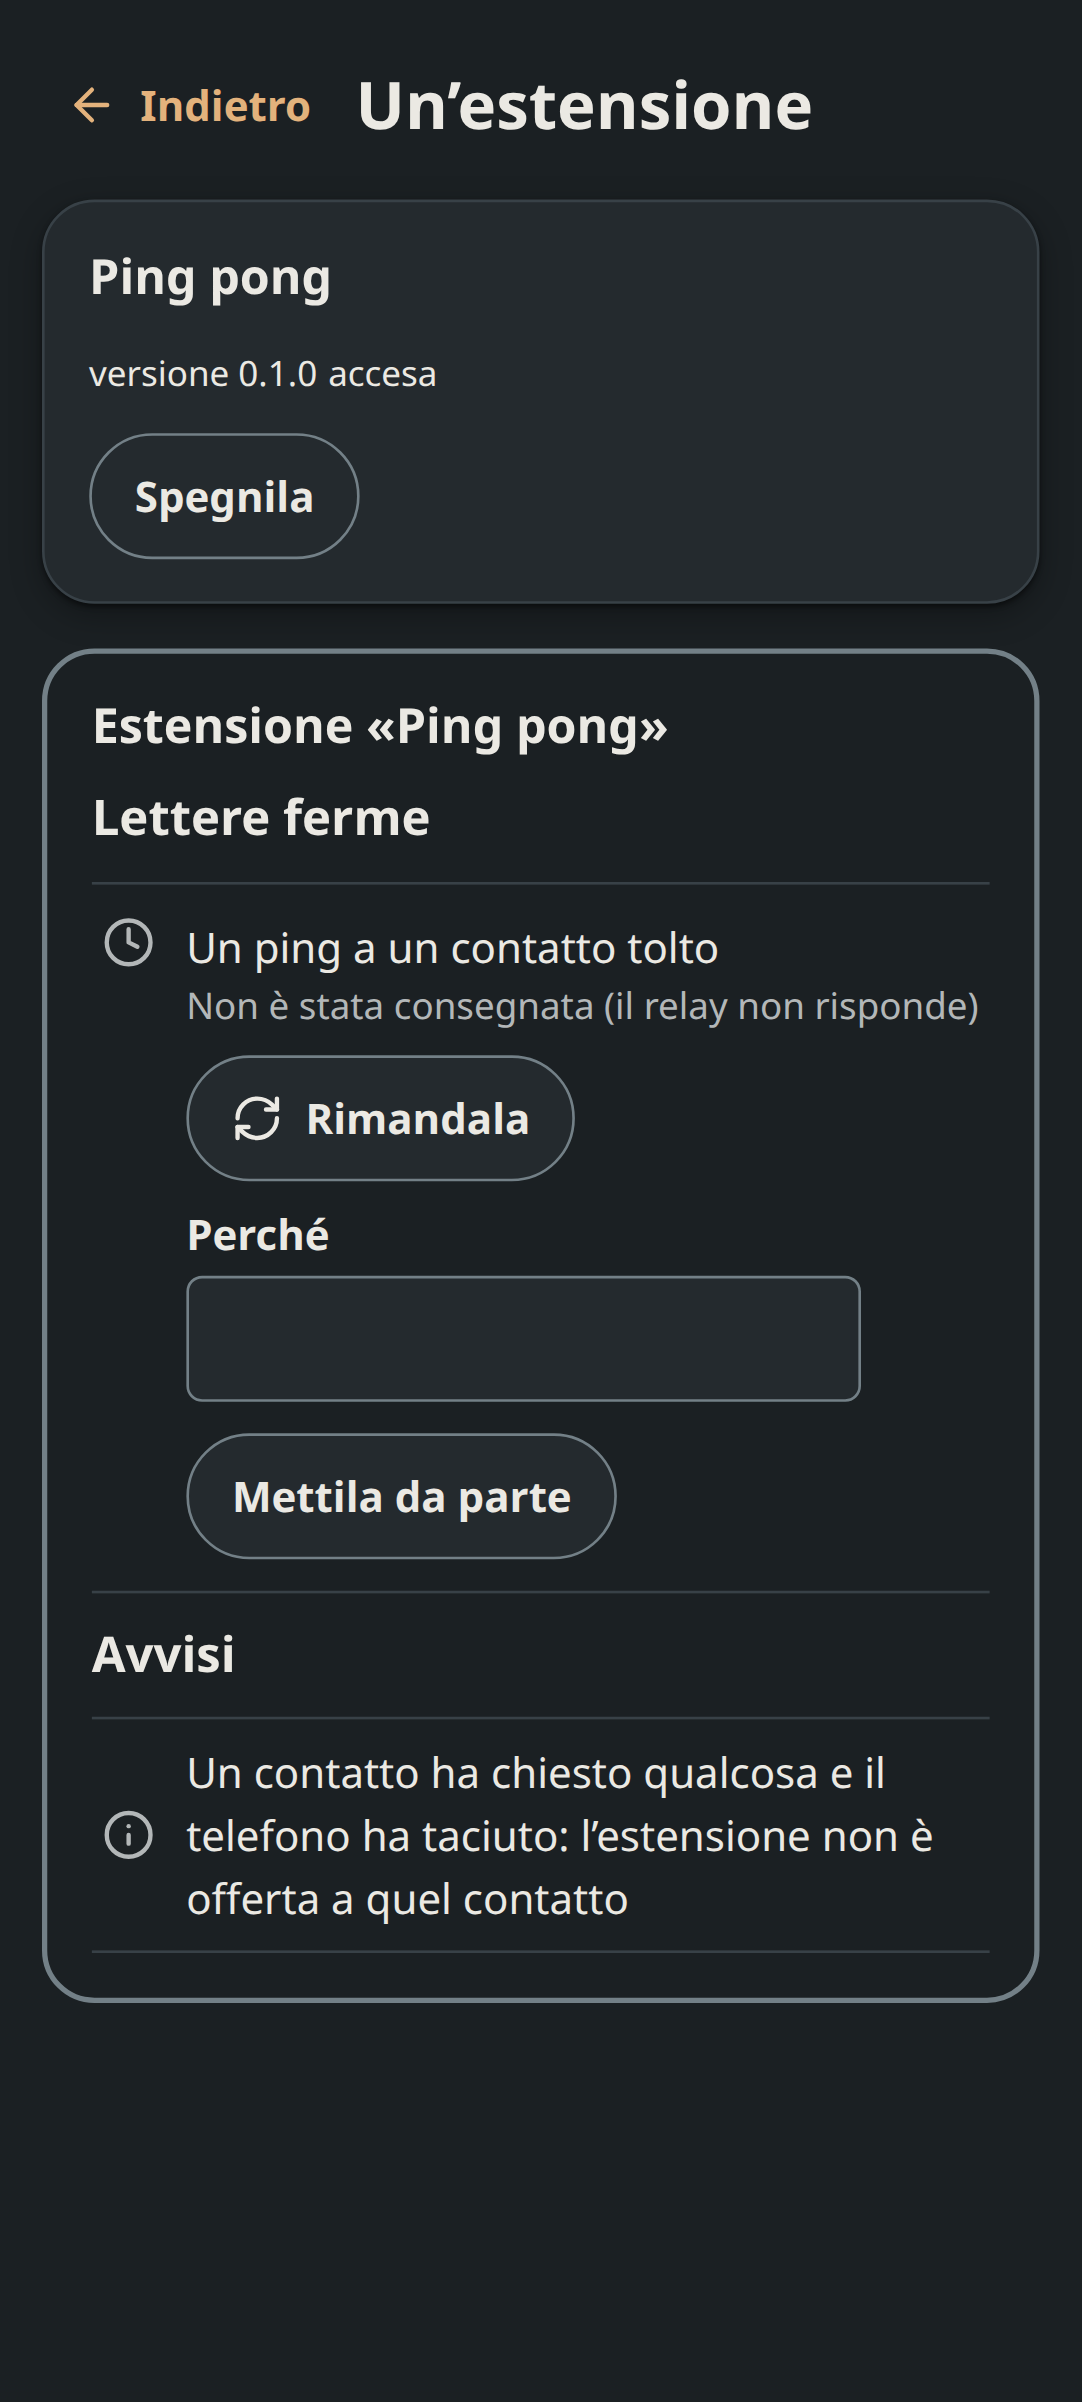 Indietro
Un’estensione
Ping pong
versione 0.1.0 accesa
Spegnila
Estensione «Ping pong»
Lettere ferme
Un ping a un contatto tolto
Non è stata consegnata (il relay non risponde)
Rimandala
Perché
Mettila da parte
Avvisi
Un contatto ha chiesto qualcosa e il
telefono ha taciuto: l’estensione non è
offerta a quel contatto